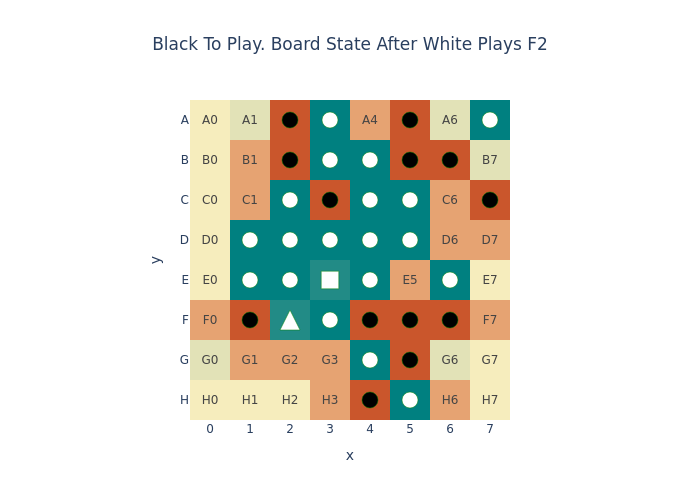 Black To Play. Board State After White Plays F2
A A0 A1 A4 A6
B B0 B1 B7
C C0 C1 C6
D D0 D6 D7
E E0 E5 E7
F F0 F7
G G0 G1 G2 G3 G6 G7
H H0 H1 H2 H3 H6 H7
0 1 2 3 4 5 6 7
x
y